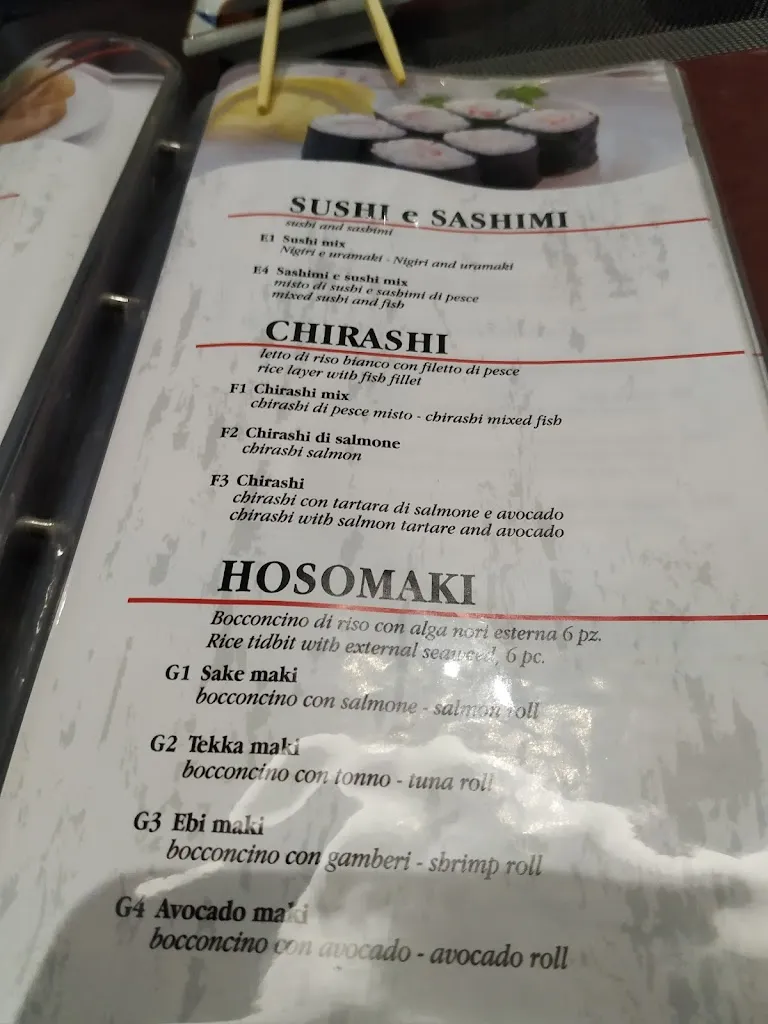 SUSHI e SASHIMI
sushi and sashimi
E1 Sushi mix
Nigiri e uramaki - Nigiri and uramaki
E4 Sashimi e sushi mix
misto di sushi e sashimi di pesce
mixed sushi and fish
CHIRASHI
letto di riso bianco con filetto di pesce
rice layer with fish fillet
F1 Chirashi mix
chirashi di pesce misto - chirashi mixed fish
F2 Chirashi di salmone
chirashi salmon
F3 Chirashi
chirashi con tartara di salmone e avocado
chirashi with salmon tartare and avocado
HOSOMAKI
Bocconcino di riso con alga nori esterna 6 pz.
Rice tidbit with external seaweed, 6 pc.
G1 Sake maki
bocconcino con salmone - salmon roll
G2 Tekka maki
bocconcino con tonno - tuna roll
G3 Ebi maki
bocconcino con gamberi - shrimp roll
G4 Avocado maki
bocconcino con avocado - avocado roll